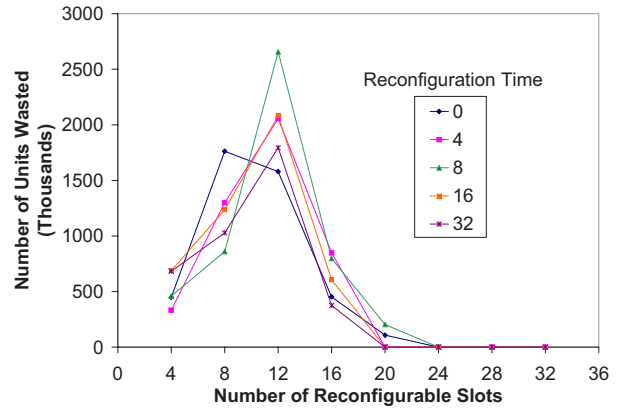 3000
2500
2000
1500
1000
500
0
Number of Units Wasted
(Thousands)
Reconfiguration Time
0
4
8
16
32
0 4 8 12 16 20 24 28 32 36
Number of Reconfigurable Slots